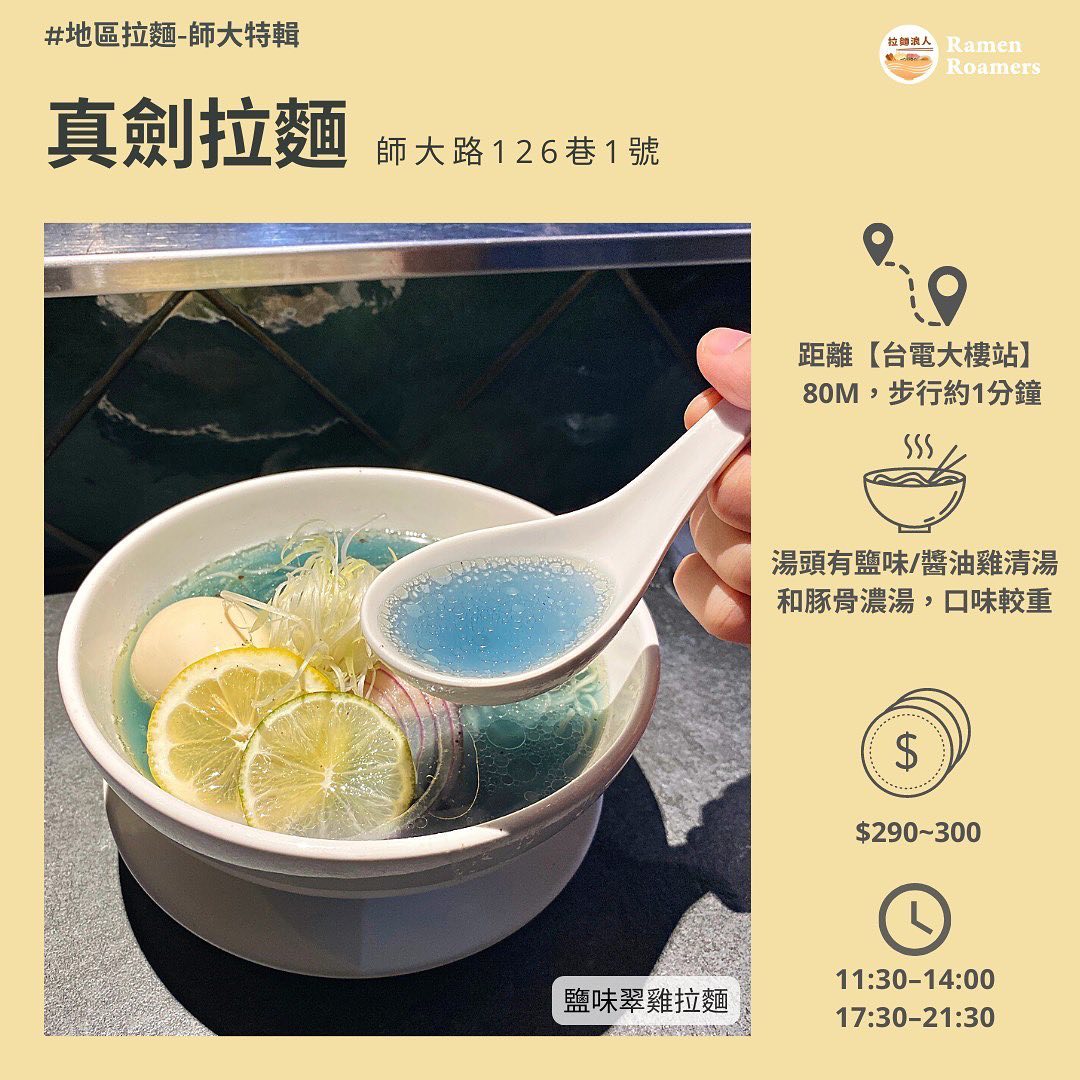 #地區拉麵-師大特輯
拉麵浪人
Ramen
Roamers
真劍拉麵 師大路126巷1號
距離【台電大樓站】
80M，步行約1分鐘
湯頭有鹽味/醬油雞清湯
和豚骨濃湯，口味較重
$
$290~300
11:30–14:00
17:30–21:30
鹽味翠雞拉麵